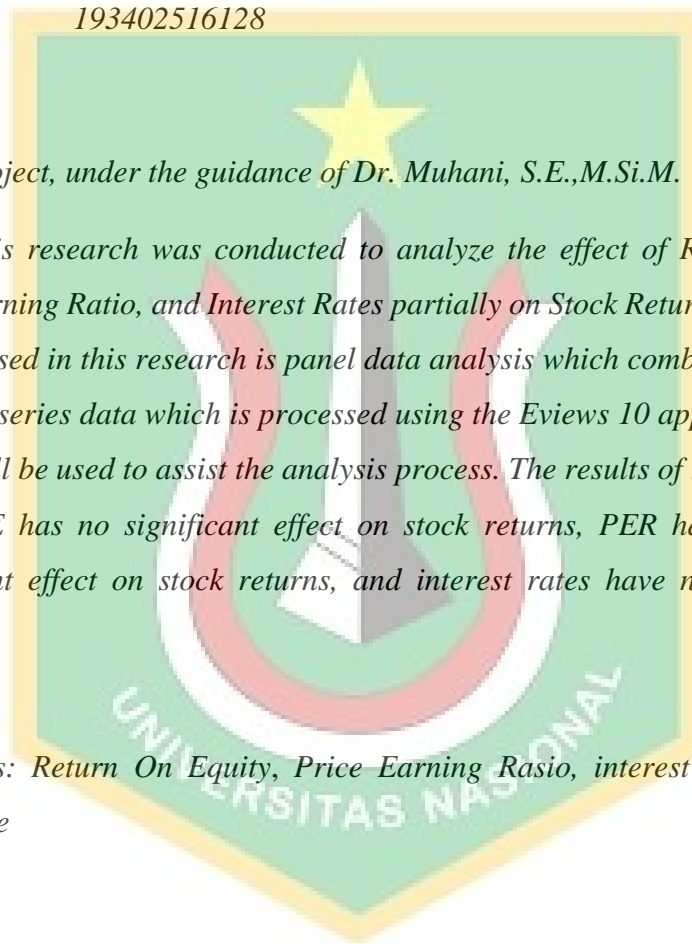 193402516128
oject, under the guidance of Dr. Muhani, S.E.,M.Si.M.
is research was conducted to analyze the effect of R
rning Ratio, and Interest Rates partially on Stock Retur
sed in this research is panel data analysis which comb
series data which is processed using the Eviews 10 ap
ll be used to assist the analysis process. The results of
E has no significant effect on stock returns, PER ha
nt effect on stock returns, and interest rates have n
s: Return On Equity, Price Earning Rasio, interest
e
UNIVERSITAS NASIONAL